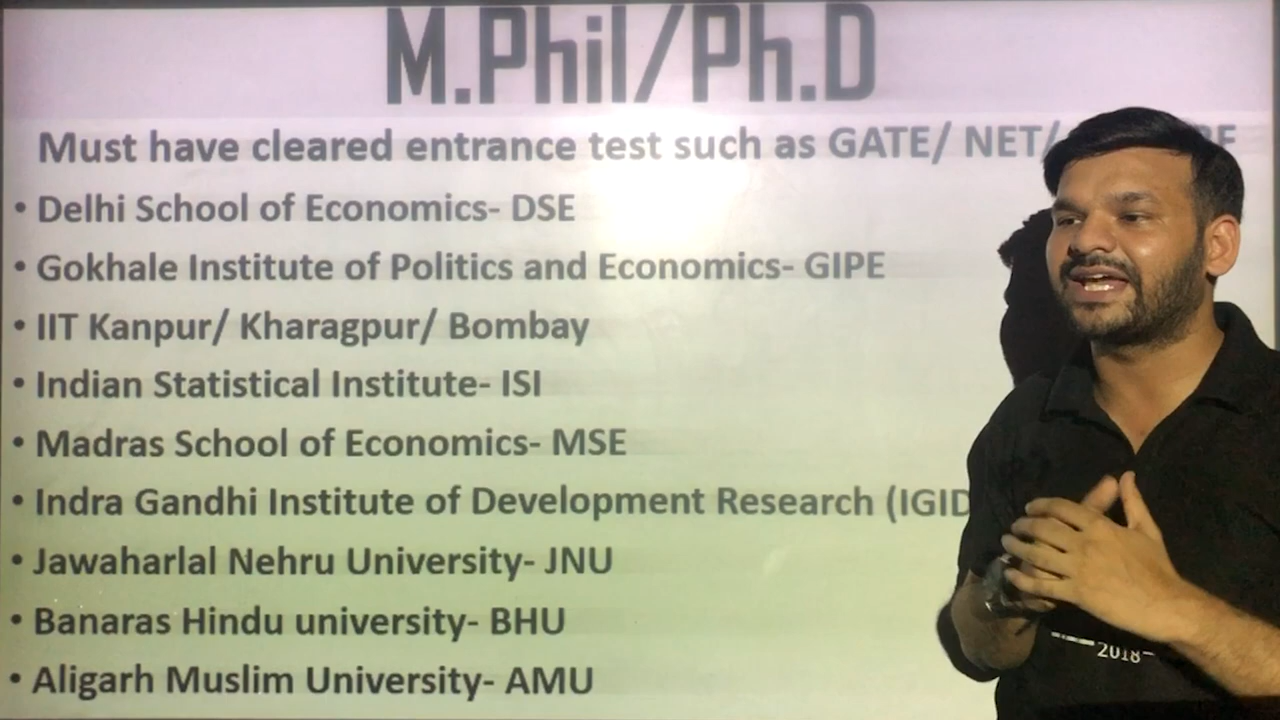 M.Phil/Ph.D
Must have cleared entrance test such as GATE/ NET/
• Delhi School of Economics- DSE
• Gokhale Institute of Politics and Economics- GIPE
• IIT Kanpur/ Kharagpur/ Bombay
• Indian Statistical Institute- ISI
• Madras School of Economics- MSE
• Indra Gandhi Institute of Development Research (IGID
• Jawaharlal Nehru University- JNU
• Banaras Hindu university- BHU
• Aligarh Muslim University- AMU
2018